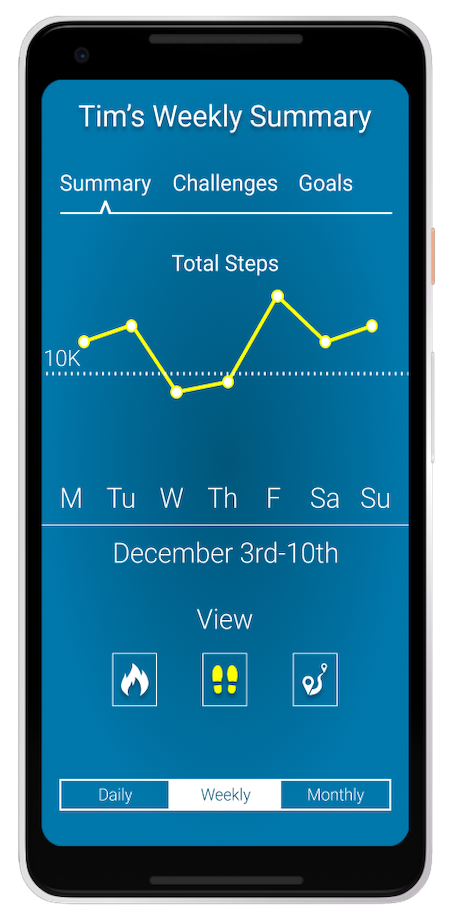 Tim’s Weekly Summary
Summary Challenges Goals
Total Steps
10K
M Tu W Th F Sa Su
December 3rd-10th
View
Daily Weekly Monthly